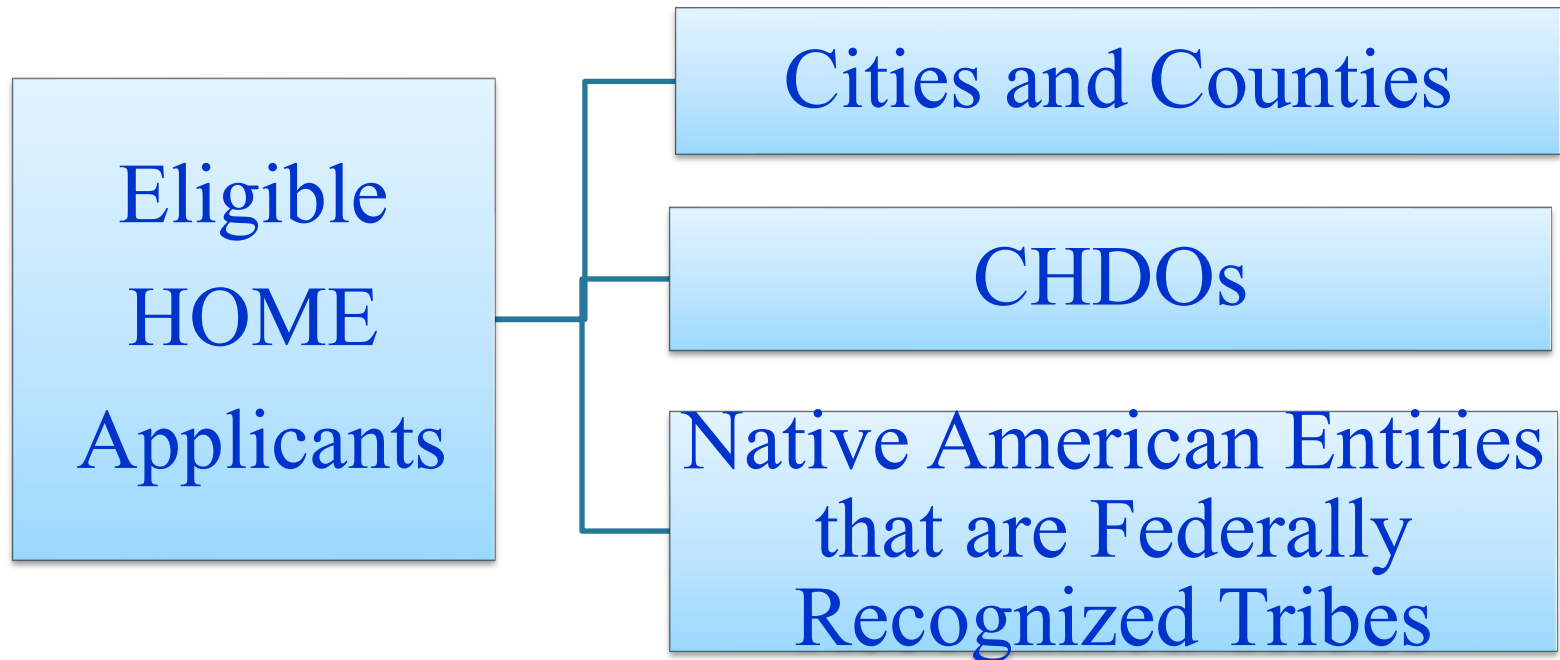 Eligible
HOME
Applicants
Cities and Counties
CHDOs
Native American Entities
that are Federally
Recognized Tribes